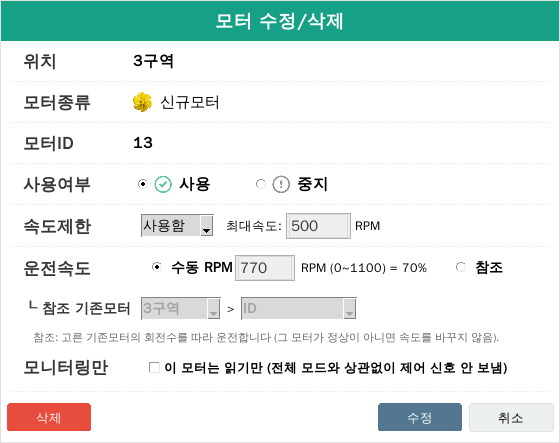 모터 수정/삭제
위치 3구역
모터종류 신규모터
모터ID 13
사용여부 사용 중지
속도제한 사용함 최대속도: 500 RPM
운전속도 수동 RPM 770 RPM (0~1100) = 70% 참조
┗ 참조 기존모터 3구역 > ID
참조: 고른 기존모터의 회전수를 따라 운전합니다 (그 모터가 정상이 아니면 속도를 바꾸지 않음).
모니터링만 이 모터는 읽기만 (전체 모드와 상관없이 제어 신호 안 보냄)
삭제 수정 취소